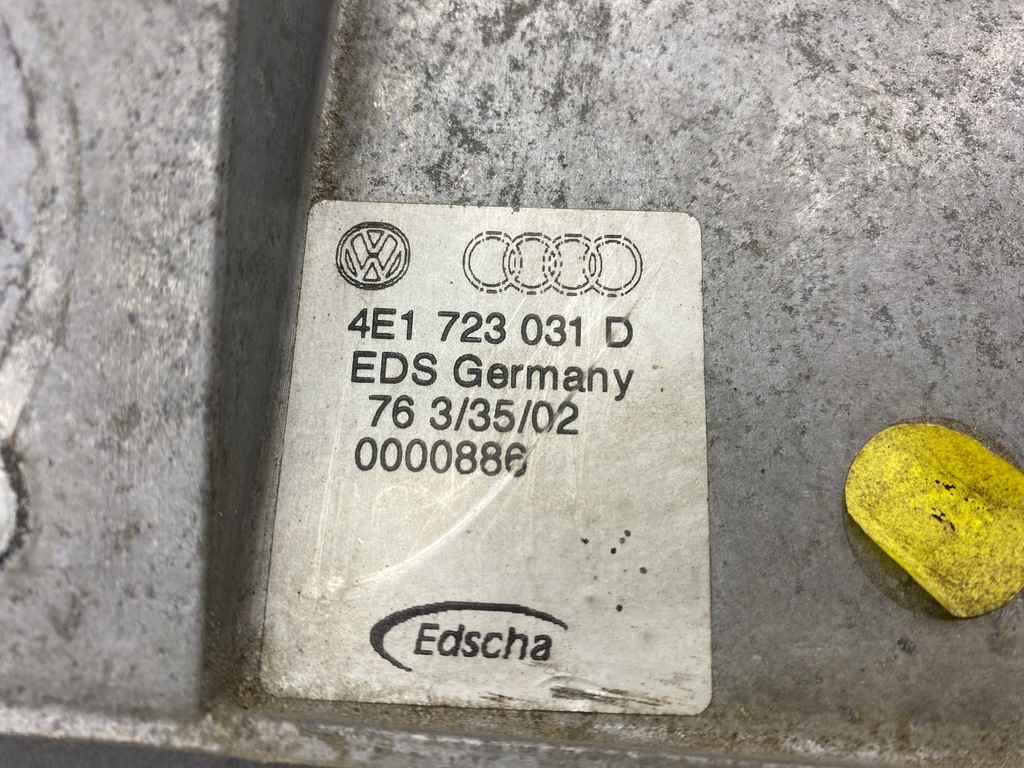 4E1 723 031 D
EDS Germany
76 3/35/02
0000886
Edscha